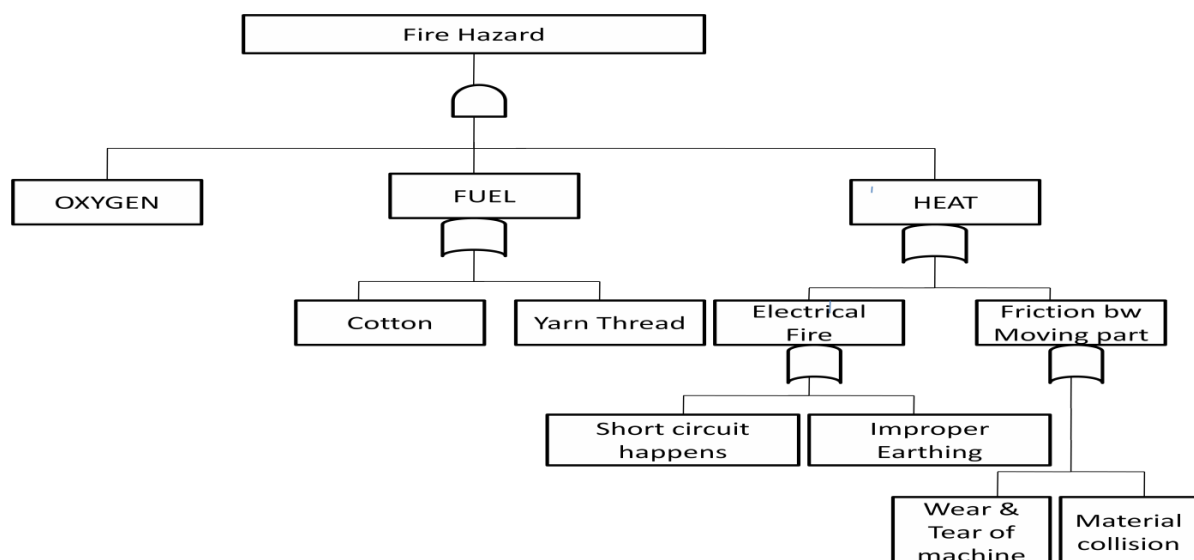 Fire Hazard
OXYGEN
FUEL
HEAT
Cotton
Yarn Thread
Electrical
Fire
Friction bw
Moving part
Short circuit
happens
Improper
Earthing
Wear &
Tear of
machine
Material
collision